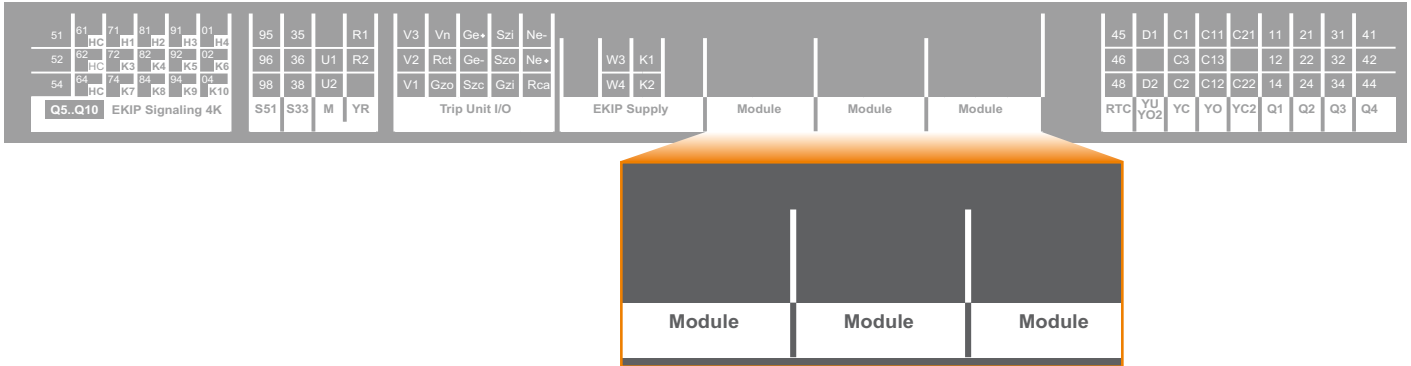 51 61 HC 71 H1 81 H2 91 H3 01 H4 95 35 R1 V3 Vn Ge+ Szi Ne- 45 D1 C1 C11 C21 11 21 31 41
52 62 HC 72 K3 82 K4 92 K5 02 K6 96 36 U1 R2 V2 Rct Ge- Szo Ne+ W3 K1 46 C3 C13 12 22 32 42
54 64 HC 74 K7 84 K8 94 K9 04 K10 98 38 U2 V1 Gzo Szc Gzi Rca W4 K2 48 D2 C2 C12 C22 14 24 34 44
Q5..Q10 EKIP Signaling 4K S51 S33 M YR Trip Unit I/O EKIP Supply Module Module Module RTC YU YO2 YC YO YC2 Q1 Q2 Q3 Q4
Module Module Module